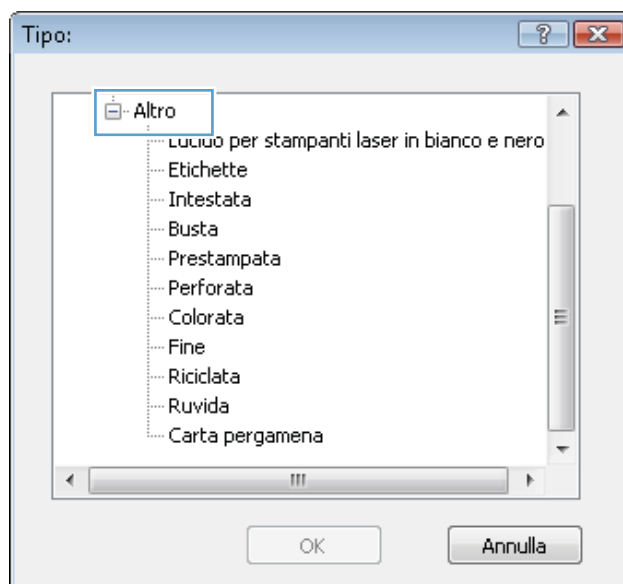 Tipo:
Altro
Lucido per stampanti laser in bianco e nero
Etichette
Intestata
Busta
Prestampata
Perforata
Colorata
Fine
Riciclata
Ruvida
Carta pergamena
OK
Annulla